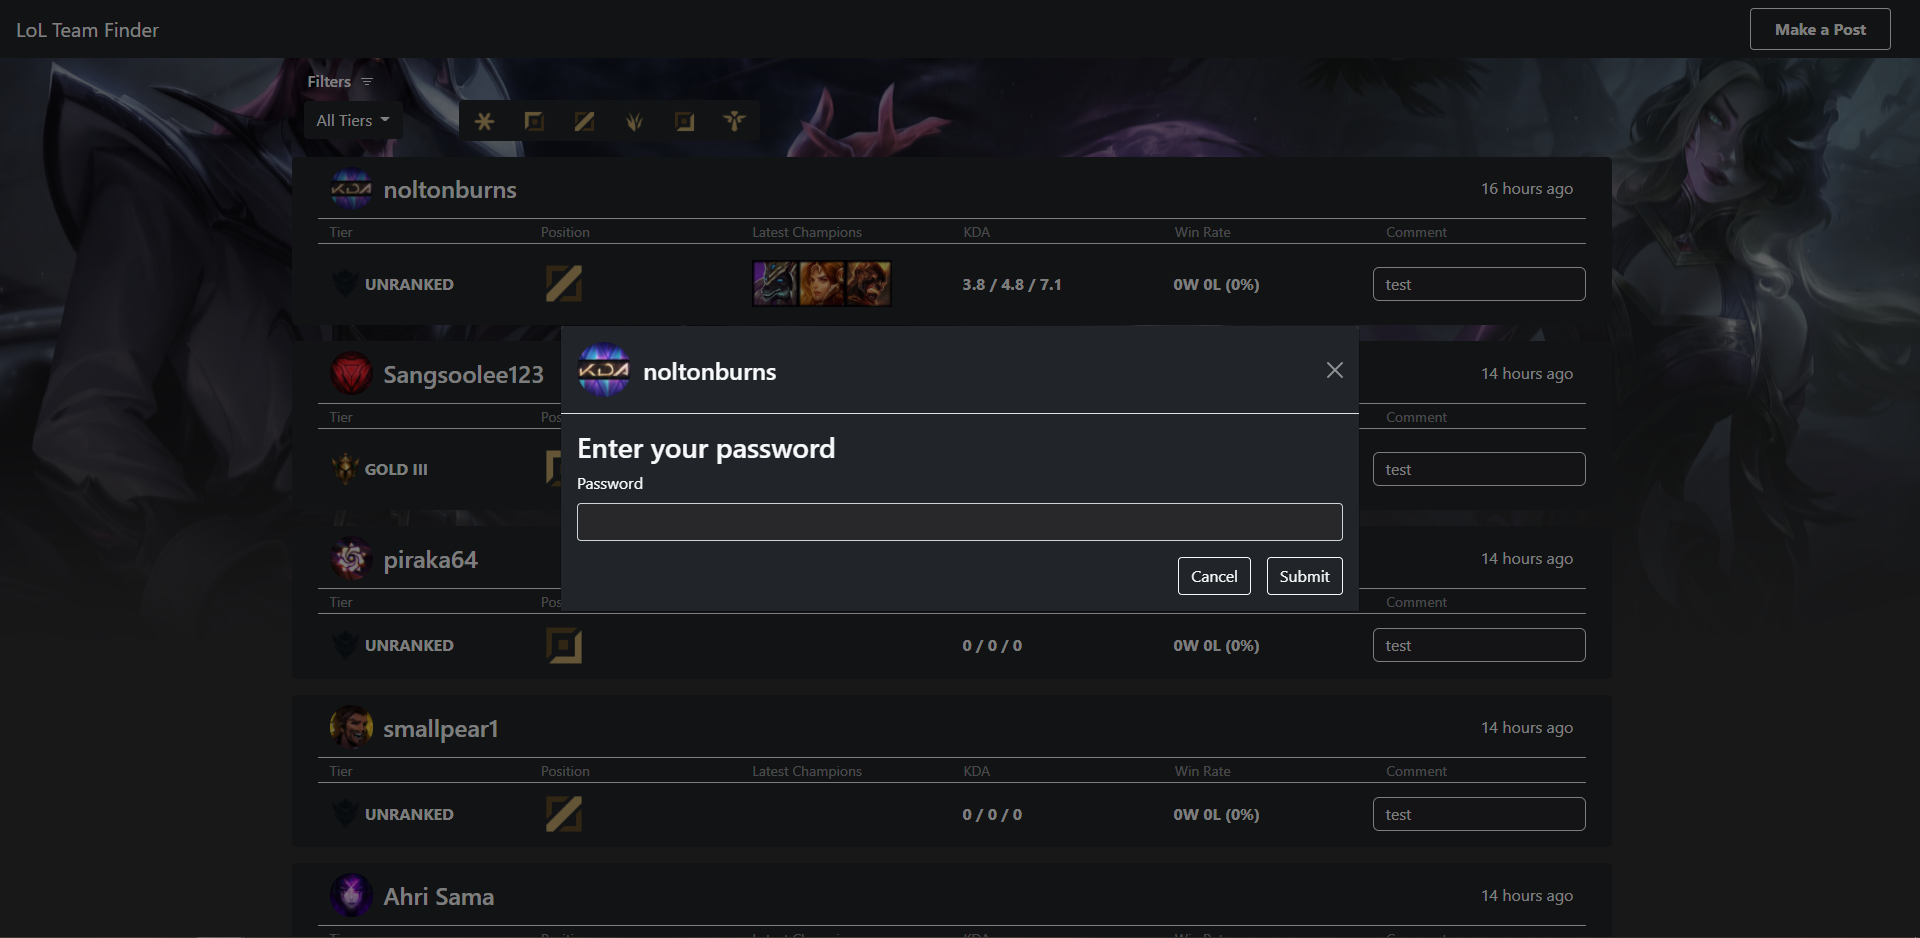 LoL Team Finder
Make a Post
Filters
All Tiers
KDA
noltonburns
16 hours ago
Tier Position Latest Champions KDA Win Rate Comment
UNRANKED 3.8 / 4.8 / 7.1 0W 0L (0%) test
Sangsoolee123
14 hours ago
Tier Pos Comment
GOLD III test
KDA
noltonburns
Enter your password
Password
Cancel
Submit
piraka64
14 hours ago
Tier Pos Comment
UNRANKED 0 / 0 / 0 0W 0L (0%) test
smallpear1
14 hours ago
Tier Position Latest Champions KDA Win Rate Comment
UNRANKED 0 / 0 / 0 0W 0L (0%) test
Ahri Sama
14 hours ago